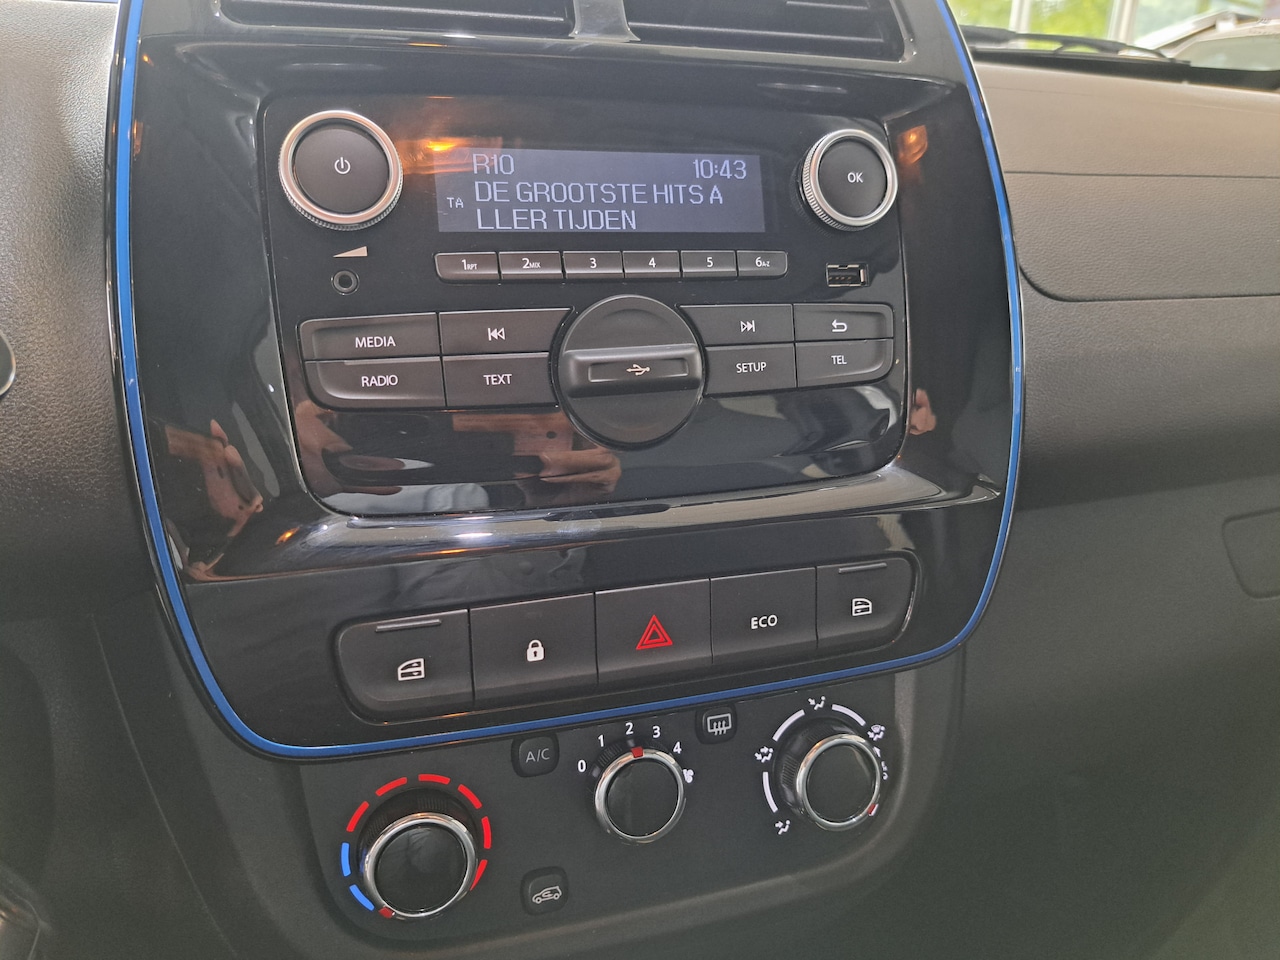 R10 10:43
DE GROOTSTE HITS A
TA
LLER TIJDEN
OK
1RPT 2MIX 3 4 5 6A-Z
MEDIA
RADIO TEXT SETUP TEL
ECO
A/C
0 1 2 3 4